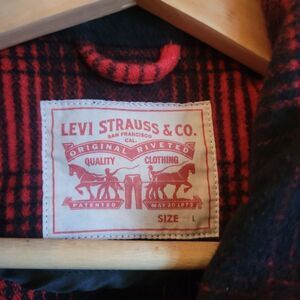 LEVI STRAUSS & CO.
SAN FRANCISCO
CAL.
ORIGINAL RIVETED
QUALITY CLOTHING
PATENTED MAY 20 1873
SIZE L